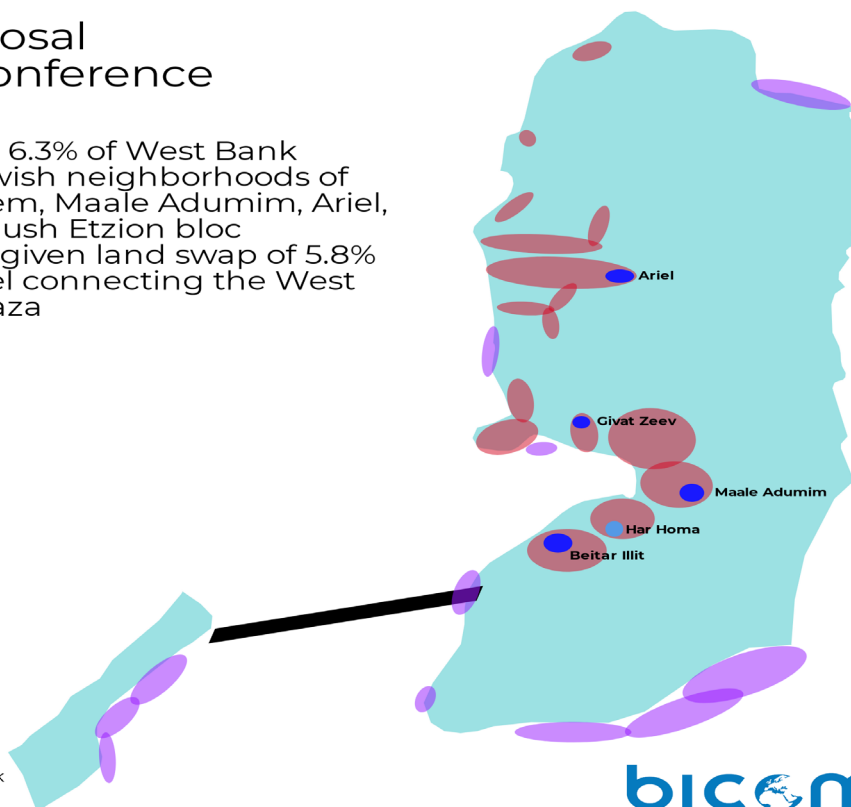 osal
onference
6.3% of West Bank
wish neighborhoods of
em, Maale Adumim, Ariel,
ush Etzion bloc
given land swap of 5.8%
el connecting the West
aza
Ariel
Givat Zeev
Maale Adumim
Har Homa
Beitar Illit
k
bicom